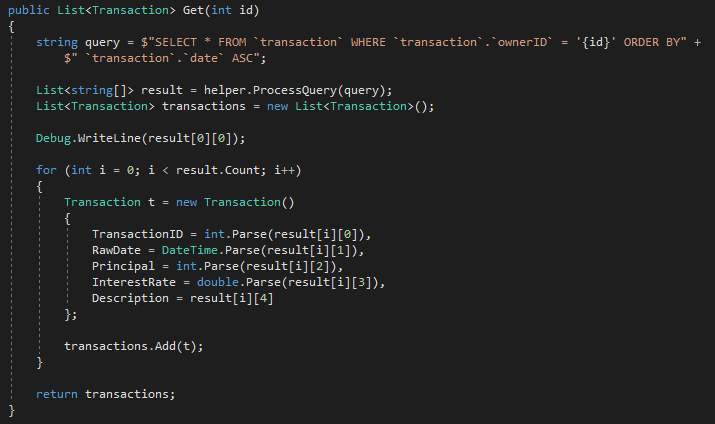 public List<Transaction> Get(int id)
{
    string query = $"SELECT * FROM `transaction` WHERE `transaction`.`ownerID` = '{id}' ORDER BY" +
        $" `transaction`.`date` ASC";

    List<string[]> result = helper.ProcessQuery(query);
    List<Transaction> transactions = new List<Transaction>();

    Debug.WriteLine(result[0][0]);

    for (int i = 0; i < result.Count; i++)
    {
        Transaction t = new Transaction()
        {
            TransactionID = int.Parse(result[i][0]),
            RawDate = DateTime.Parse(result[i][1]),
            Principal = int.Parse(result[i][2]),
            InterestRate = double.Parse(result[i][3]),
            Description = result[i][4]
        };

        transactions.Add(t);
    }

    return transactions;
}